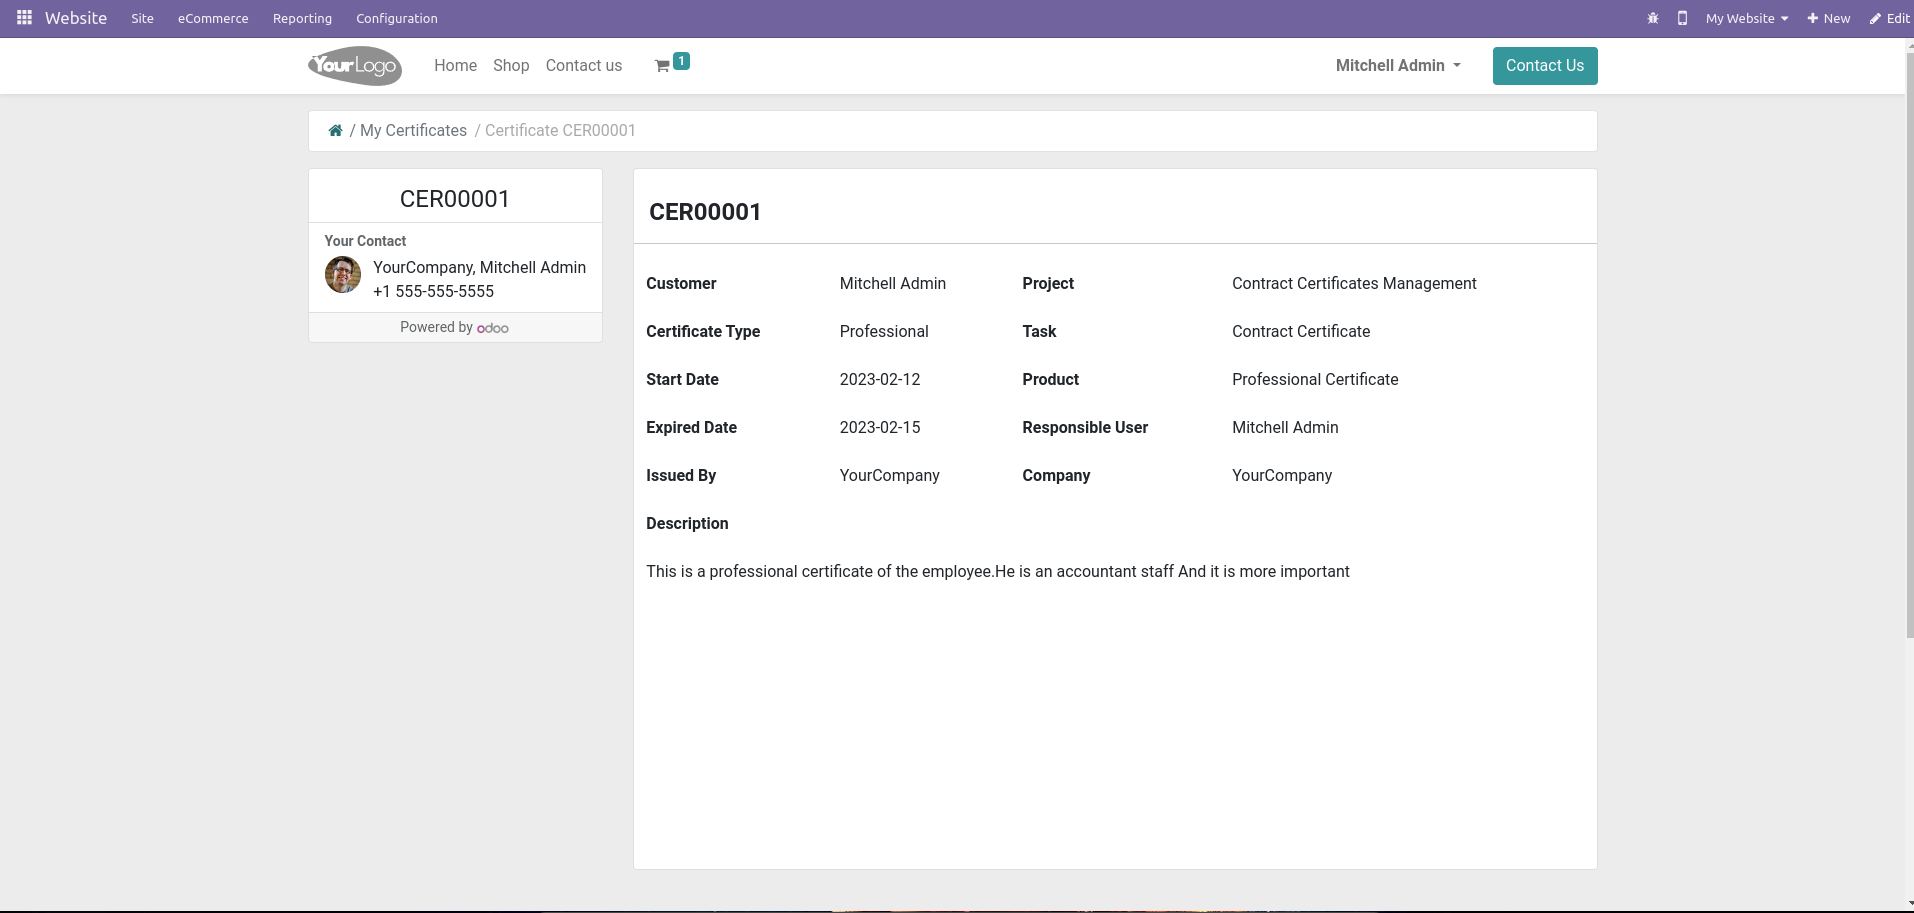 Website Site eCommerce Reporting Configuration My Website New Edit
YourLogo Home Shop Contact us 1 Mitchell Admin Contact Us
/ My Certificates / Certificate CER00001
CER00001
Your Contact
YourCompany, Mitchell Admin
+1 555-555-5555
Powered by odoo
CER00001
Customer Mitchell Admin Project Contract Certificates Management
Certificate Type Professional Task Contract Certificate
Start Date 2023-02-12 Product Professional Certificate
Expired Date 2023-02-15 Responsible User Mitchell Admin
Issued By YourCompany Company YourCompany
Description
This is a professional certificate of the employee.He is an accountant staff And it is more important